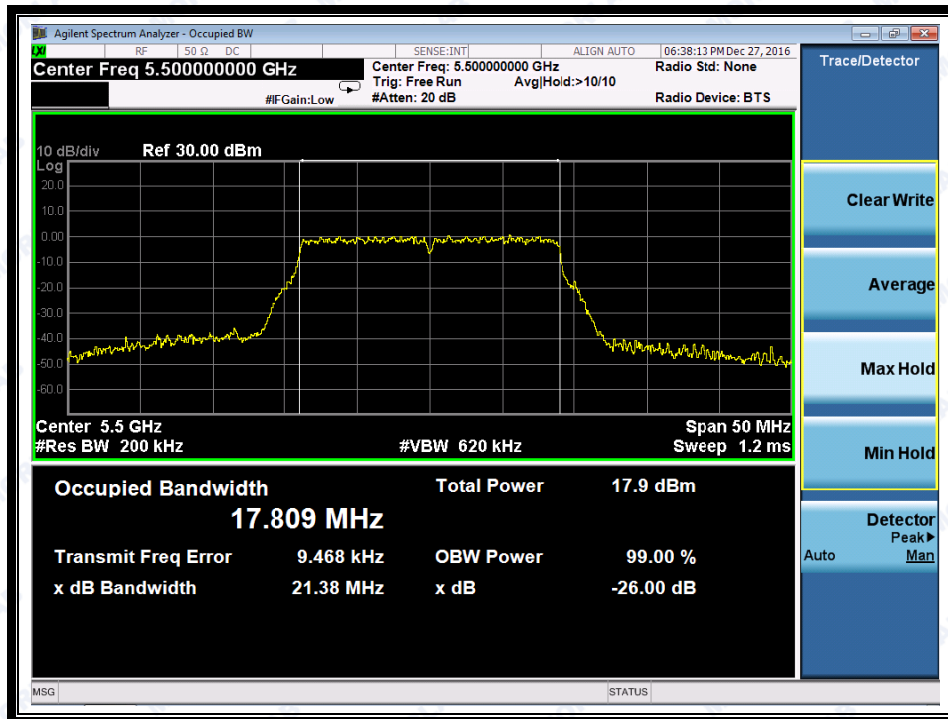 Agilent Spectrum Analyzer - Occupied BW
LXI RF 50 Ω DC SENSE:INT ALIGN AUTO 06:38:13 PM Dec 27, 2016
Center Freq 5.500000000 GHz
Center Freq: 5.500000000 GHz
Radio Std: None
Trig: Free Run Avg|Hold:>10/10
#IFGain:Low #Atten: 20 dB Radio Device: BTS
Trace/Detector
10 dB/div Ref 30.00 dBm
Log
20.0
10.0
0.00
-10.0
-20.0
-30.0
-40.0
-50.0
-60.0
Center 5.5 GHz Span 50 MHz
#Res BW 200 kHz #VBW 620 kHz Sweep 1.2 ms
Occupied Bandwidth Total Power 17.9 dBm
17.809 MHz
Transmit Freq Error 9.468 kHz OBW Power 99.00 %
x dB Bandwidth 21.38 MHz x dB -26.00 dB
Clear Write
Average
Max Hold
Min Hold
Detector
Peak▶
Auto Man
MSG STATUS